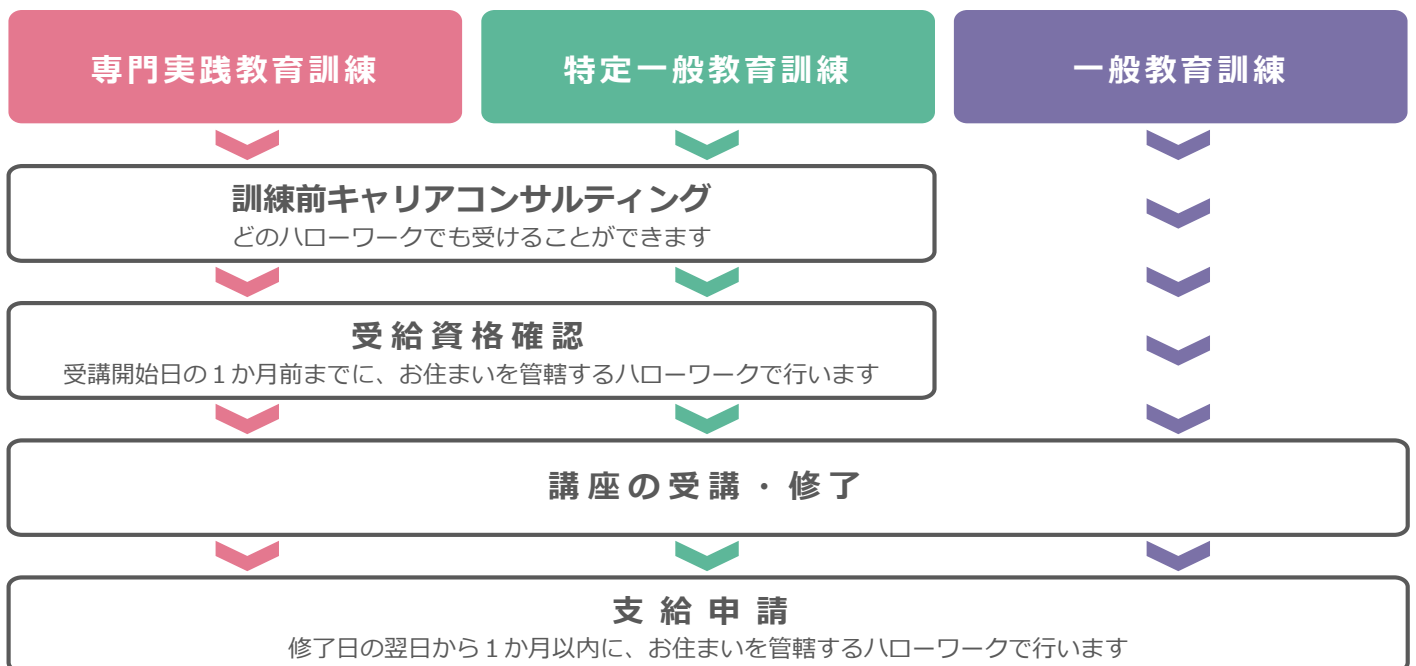 専門実践教育訓練
特定一般教育訓練
一般教育訓練
訓練前キャリアコンサルティング
どのハローワークでも受けることができます
受給資格確認
受講開始日の１か月前までに、お住まいを管轄するハローワークで行います
講座の受講・修了
支給申請
修了日の翌日から１か月以内に、お住まいを管轄するハローワークで行います